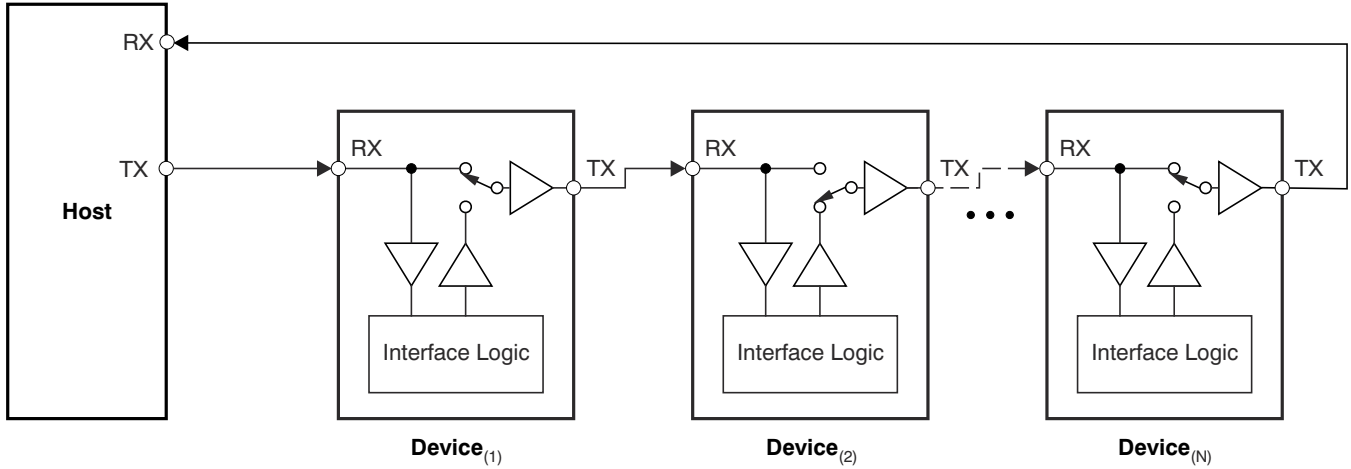 RX
TX
Host
RX
TX
Interface Logic
Device(1)
RX
TX
Interface Logic
Device(2)
RX
TX
Interface Logic
Device(N)